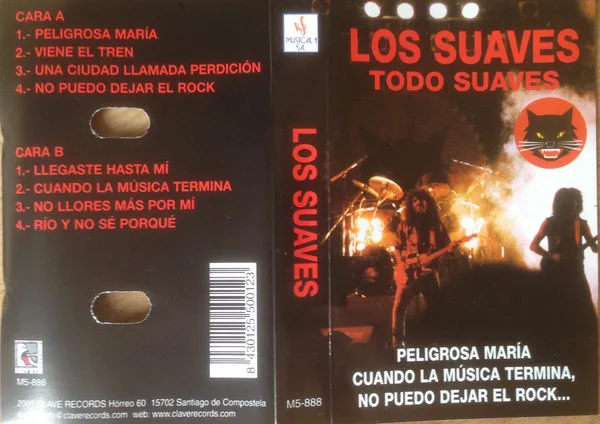 CARA A
1.- PELIGROSA MARÍA
2.- VIENE EL TREN
3.- UNA CIUDAD LLAMADA PERDICIÓN
4.- NO PUEDO DEJAR EL ROCK
CARA B
1.- LLEGASTE HASTA MÍ
2.- CUANDO LA MÚSICA TERMINA
3.- NO LLORES MÁS POR MÍ
4.- RÍO Y NO SÉ PORQUÉ
8 430125 500123
M5-888
2001 CLAVE RECORDS Hórreo 60 15702 Santiago de Compostela
claverecords.com web: www.claverecords.com
MUSICAL 1
S.A.
LOS SUAVES
M5-888
LOS SUAVES
TODO SUAVES
PELIGROSA MARÍA
CUANDO LA MÚSICA TERMINA,
NO PUEDO DEJAR EL ROCK...